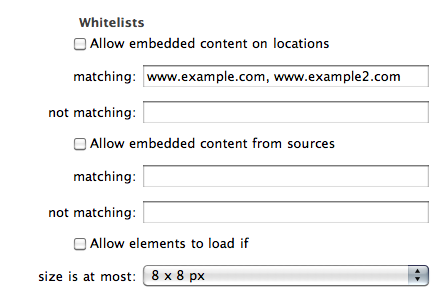 Whitelists
Allow embedded content on locations
matching: www.example.com, www.example2.com
not matching:
Allow embedded content from sources
matching:
not matching:
Allow elements to load if
size is at most: 8 x 8 px